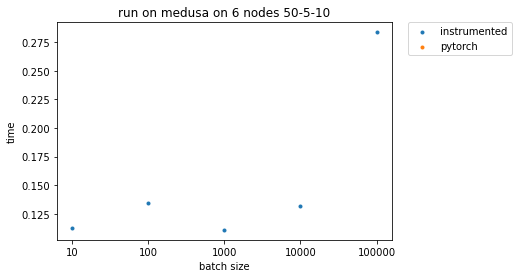 run on medusa on 6 nodes 50-5-10
instrumented
pytorch
0.275
0.250
0.225
0.200
0.175
0.150
0.125
time
10 100 1000 10000 100000
batch size